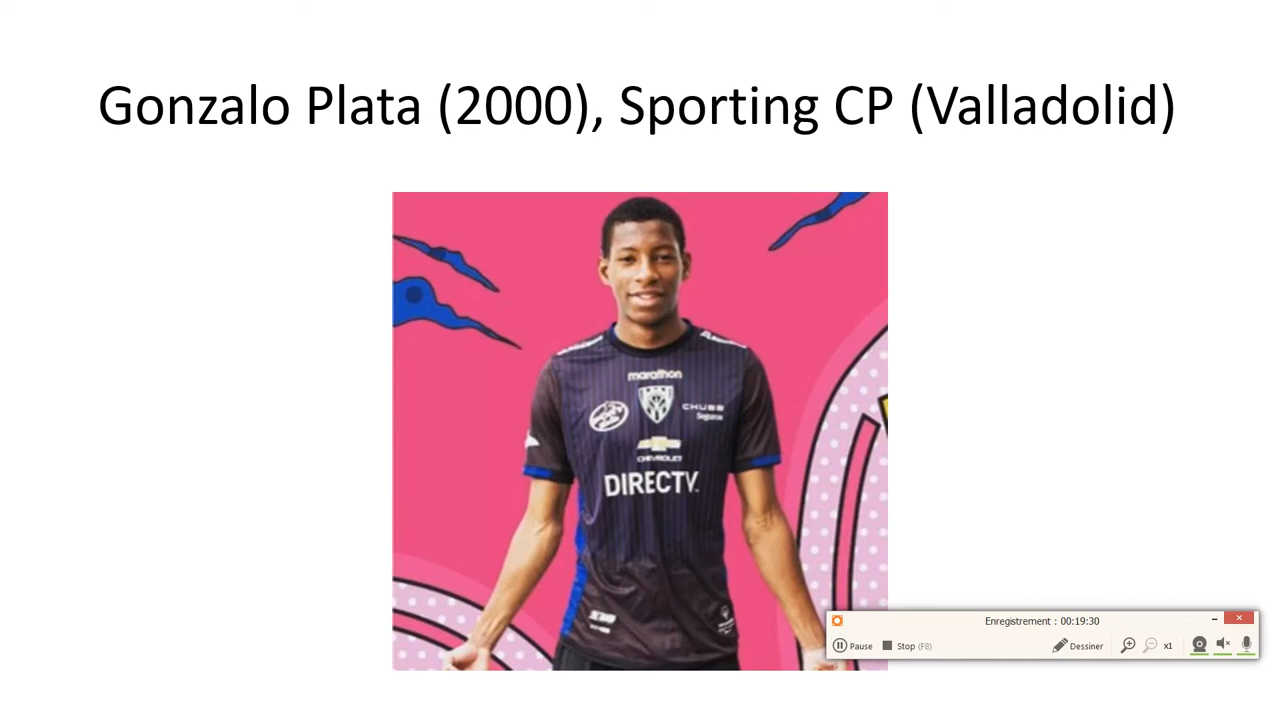 Gonzalo Plata (2000), Sporting CP (Valladolid)
marathon
CHUBB
Seguros
CHEVROLET
DIRECTV
Enregistrement : 00:19:30
Pause
Stop (F8)
Dessiner
x1